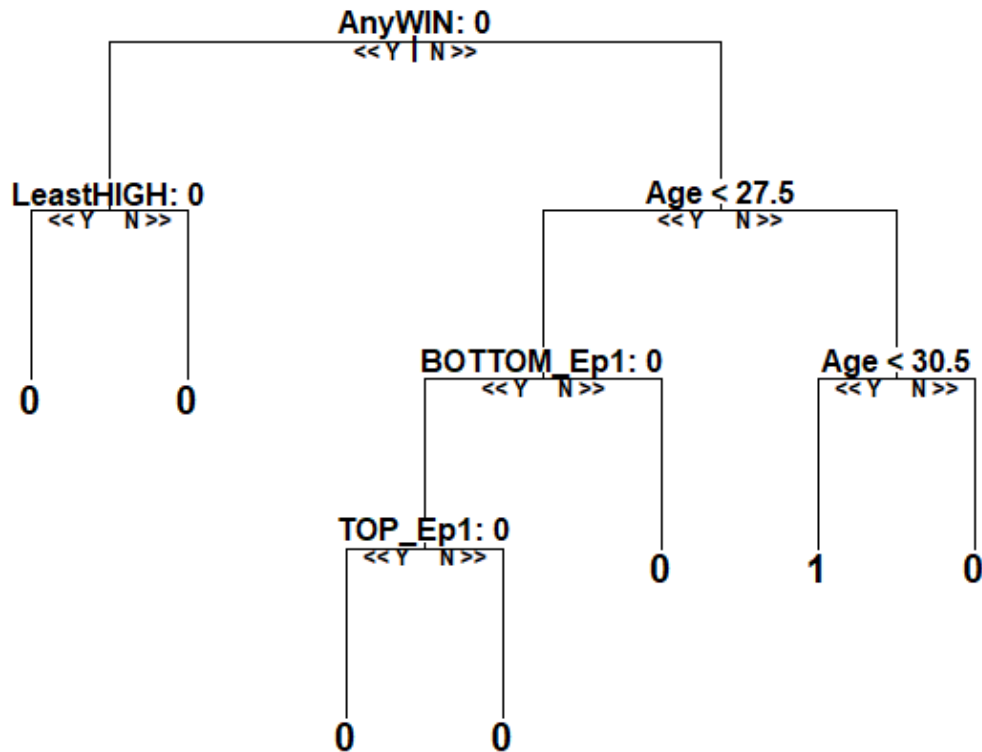 AnyWIN: 0
<< Y N >>
LeastHIGH: 0
<< Y N >>
Age < 27.5
<< Y N >>
BOTTOM_Ep1: 0
<< Y N >>
Age < 30.5
<< Y N >>
0
0
TOP_Ep1: 0
<< Y N >>
0
1
0
0
0